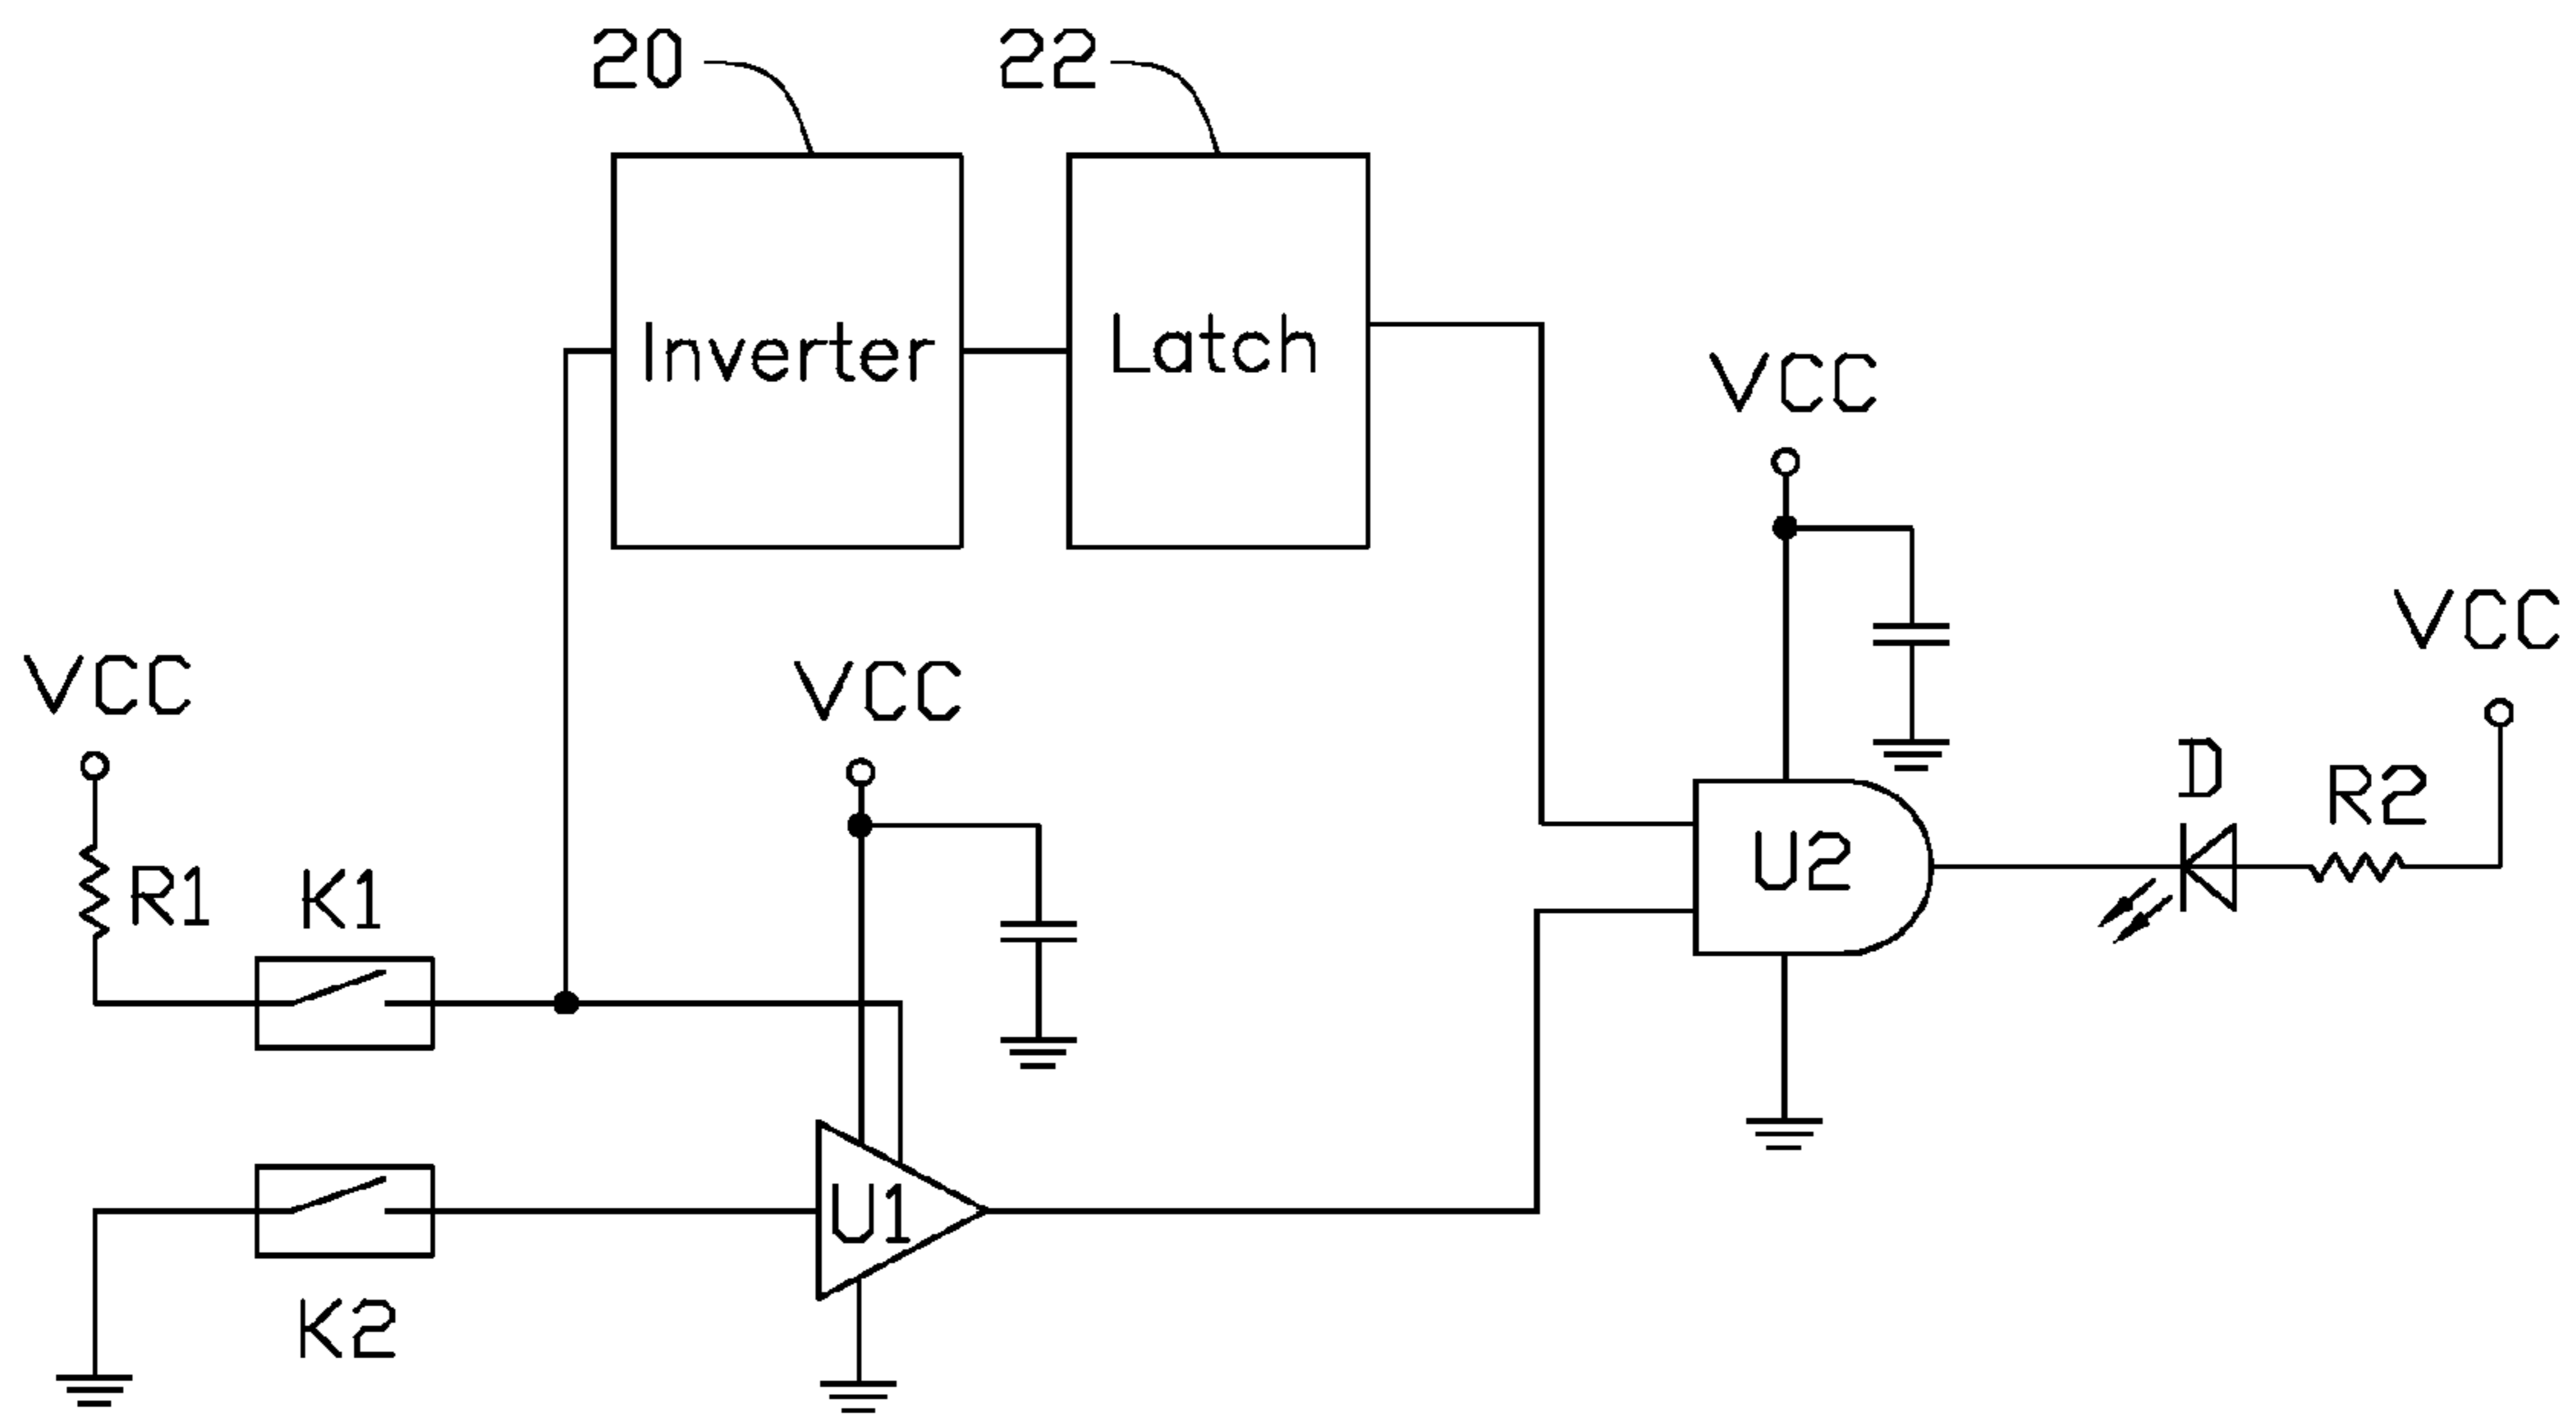 20 22
Inverter Latch
VCC
VCC
VCC VCC
D
R2
R1 K1
U2
U1
K2